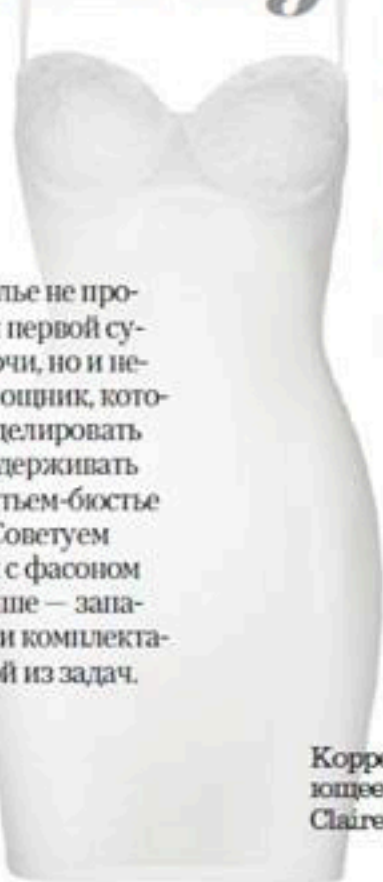 лье не про-
первой су-
очи, но и не-
ощник, кото-
делировать
держивать
тьем-бюстье
Советуем
с фасоном
ше — запа-
и комплекта-
й из задач.
Корре
ющее
Claire